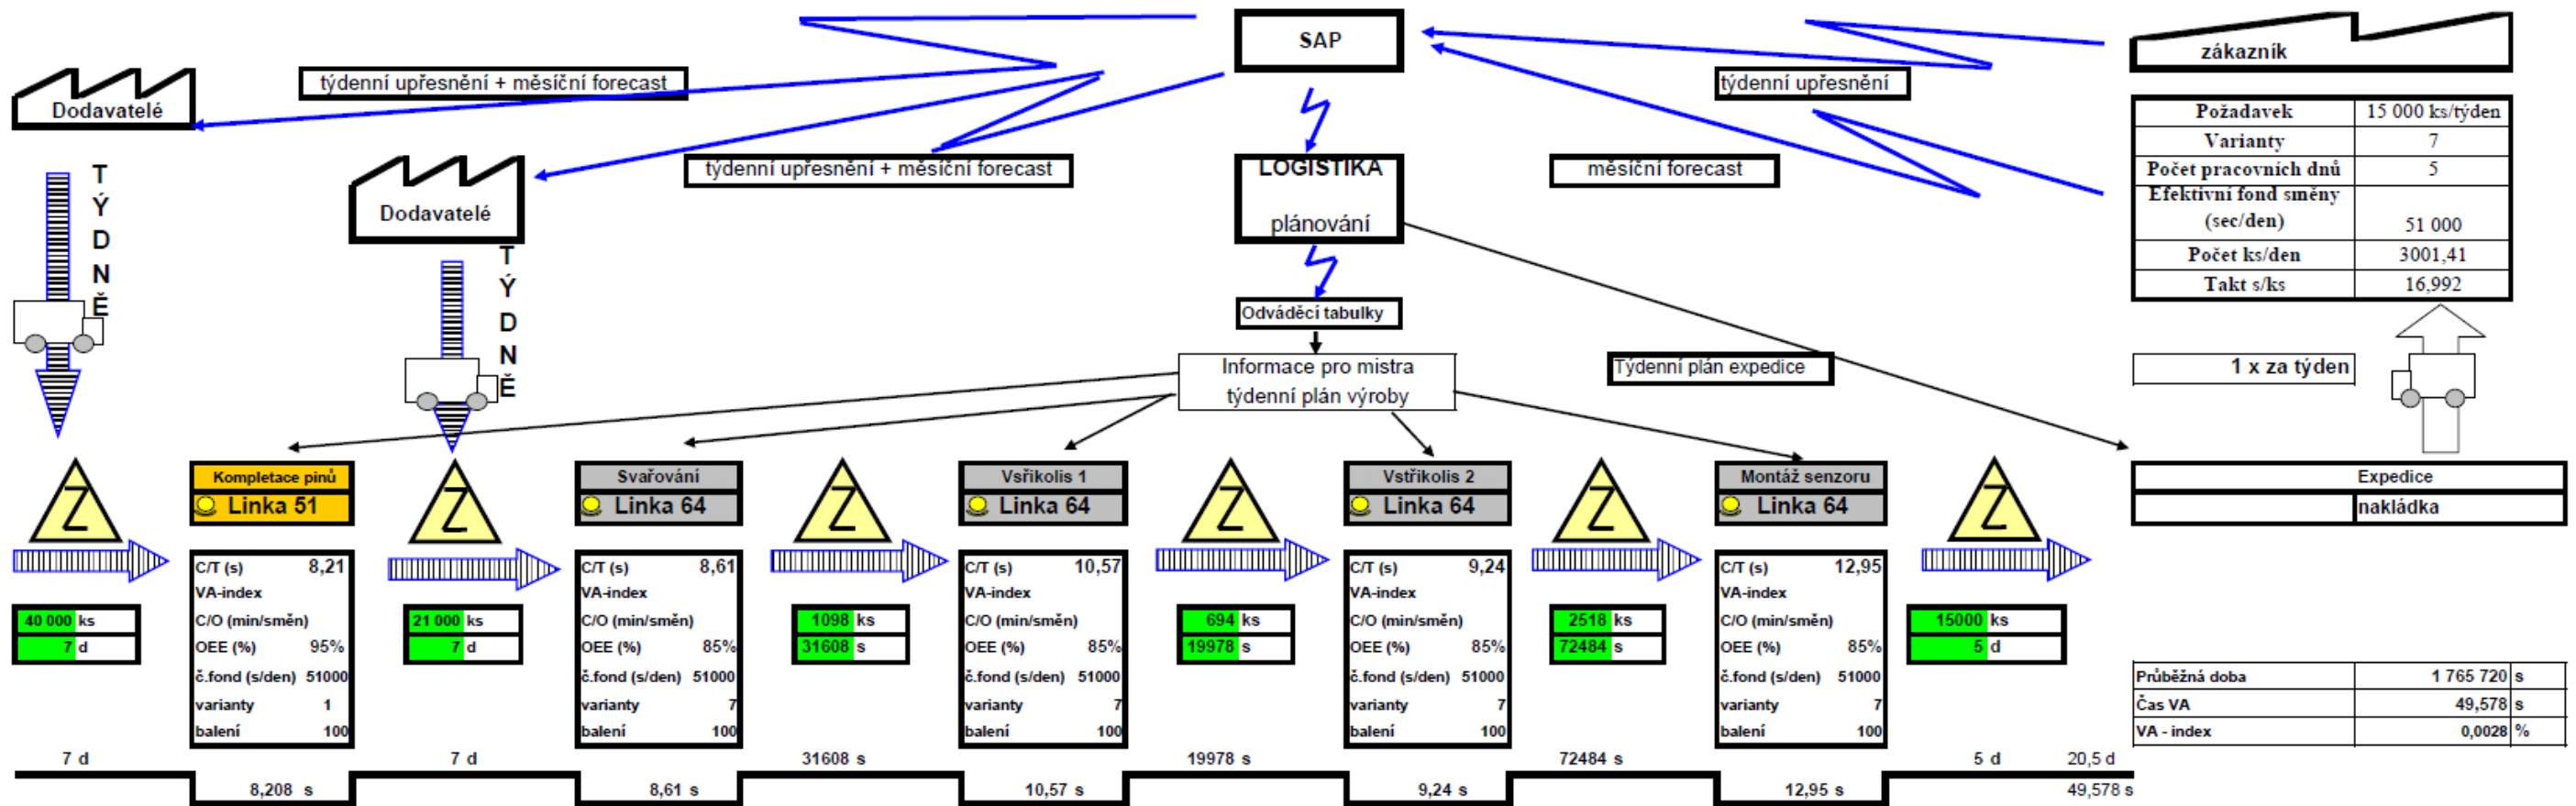 SAP
zákazník
týdenní upřesnění + měsíční forecast
týdenní upřesnění
Dodavatelé
Požadavek 15 000 ks/týden
Varianty 7
Počet pracovních dnů 5
Efektivní fond směny
(sec/den) 51 000
Počet ks/den 3001,41
Takt s/ks 16,992
TÝDNĚ
týdenní upřesnění + měsíční forecast
LOGISTIKA
plánování
měsíční forecast
Dodavatelé
TÝDNĚ
Odváděcí tabulky
Informace pro mistra
týdenní plán výroby
Týdenní plán expedice
1 x za týden
Z
Kompletace pinů
Linka 51
Z
Svařování
Linka 64
Z
Vsřikolis 1
Linka 64
Z
Vstřikolis 2
Linka 64
Z
Montáž senzoru
Linka 64
Z
Expedice
nakládka
40 000 ks
7 d
C/T (s) 8,21
VA-index
C/O (min/směn)
OEE (%) 95%
č.fond (s/den) 51000
varianty 1
balení 100
21 000 ks
7 d
C/T (s) 8,61
VA-index
C/O (min/směn)
OEE (%) 85%
č.fond (s/den) 51000
varianty 7
balení 100
1098 ks
31608 s
C/T (s) 10,57
VA-index
C/O (min/směn)
OEE (%) 85%
č.fond (s/den) 51000
varianty 7
balení 100
694 ks
19978 s
C/T (s) 9,24
VA-index
C/O (min/směn)
OEE (%) 85%
č.fond (s/den) 51000
varianty 7
balení 100
2518 ks
72484 s
C/T (s) 12,95
VA-index
C/O (min/směn)
OEE (%) 85%
č.fond (s/den) 51000
varianty 7
balení 100
15000 ks
5 d
Průběžná doba 1 765 720 s
Čas VA 49,578 s
VA - index 0,0028 %
7 d 7 d 31608 s 19978 s 72484 s 5 d 20,5 d
8,208 s 8,61 s 10,57 s 9,24 s 12,95 s 49,578 s